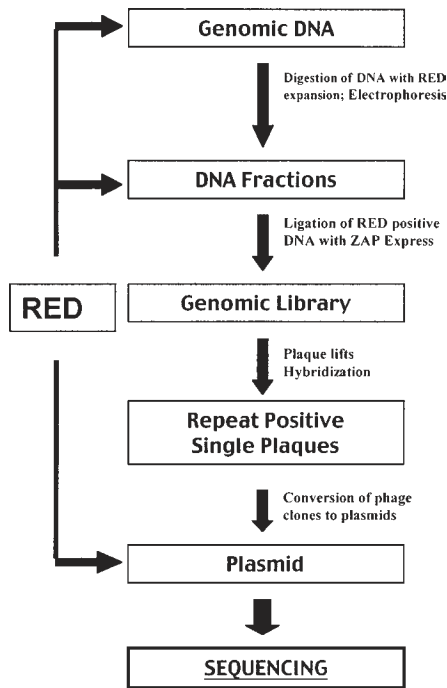 Genomic DNA
Digestion of DNA with RED
expansion; Electrophoresis
DNA Fractions
Ligation of RED positive
DNA with ZAP Express
RED
Genomic Library
Plaque lifts
Hybridization
Repeat Positive
Single Plaques
Conversion of phage
clones to plasmids
Plasmid
SEQUENCING